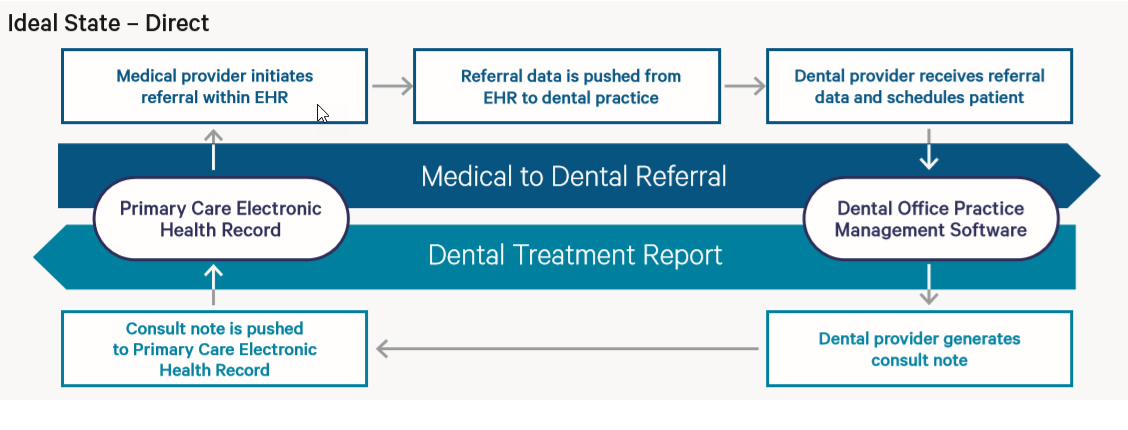 Ideal State – Direct
Medical provider initiates
referral within EHR
Referral data is pushed from
EHR to dental practice
Dental provider receives referral
data and schedules patient
Medical to Dental Referral
Primary Care Electronic
Health Record
Dental Office Practice
Management Software
Dental Treatment Report
Consult note is pushed
to Primary Care Electronic
Health Record
Dental provider generates
consult note